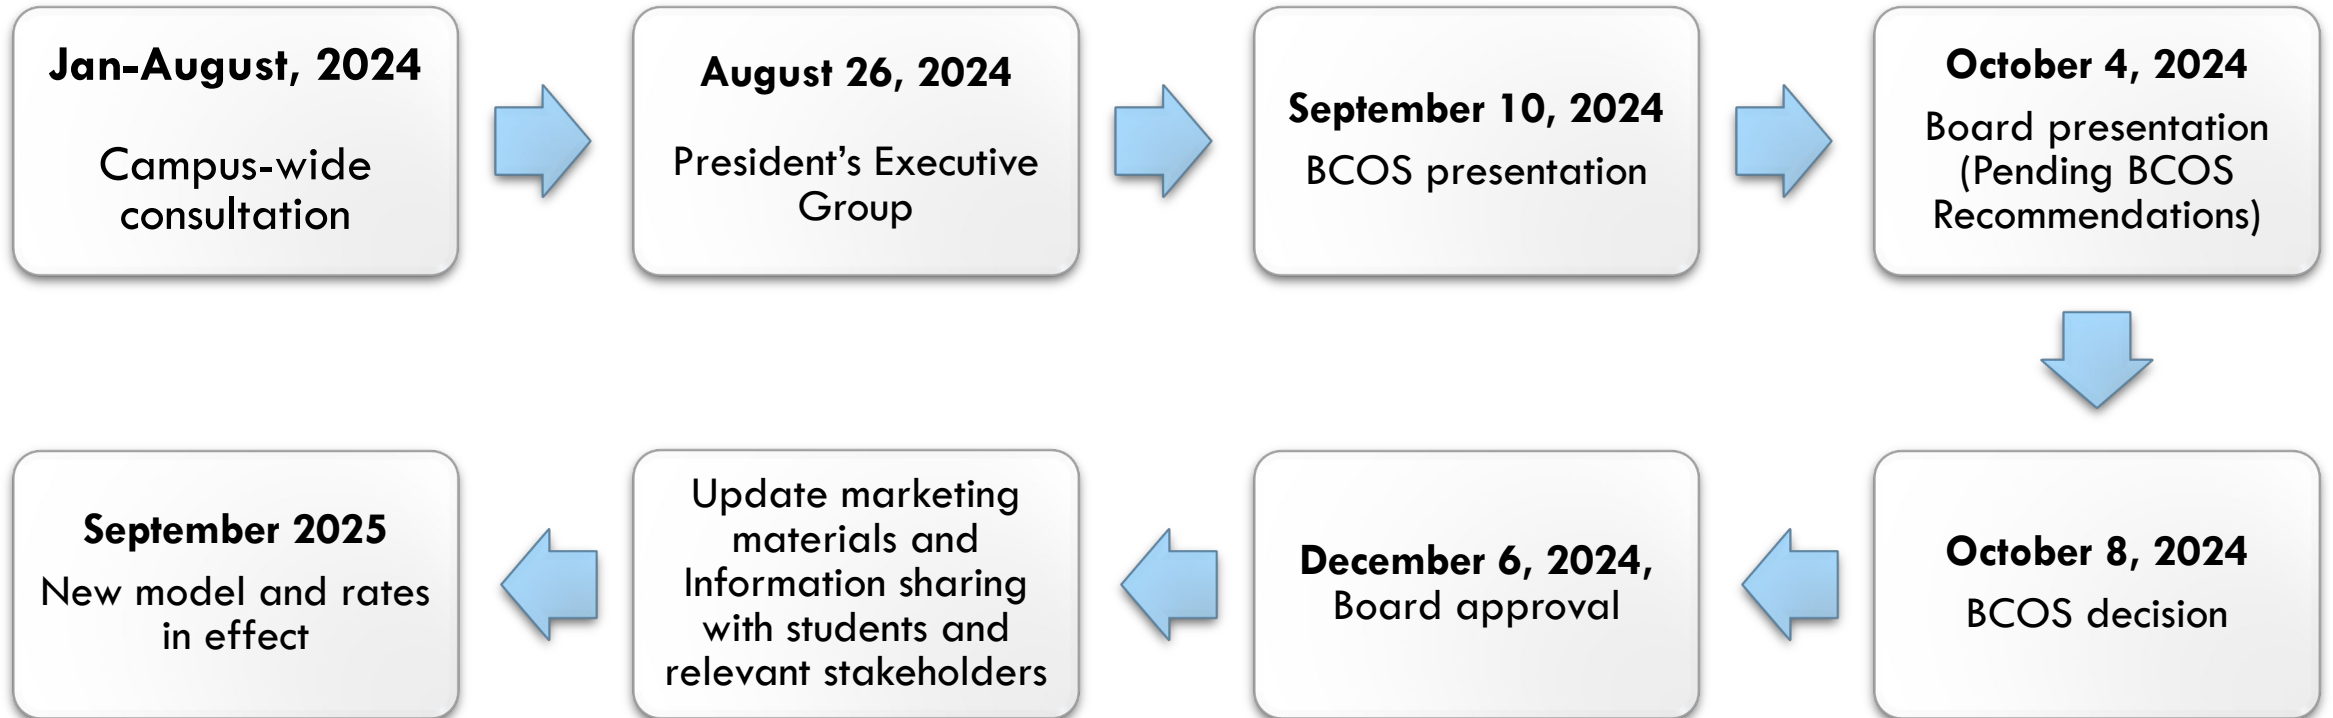 Jan-August, 2024
Campus-wide
consultation
August 26, 2024
President’s Executive
Group
September 10, 2024
BCOS presentation
October 4, 2024
Board presentation
(Pending BCOS
Recommendations)
October 8, 2024
BCOS decision
December 6, 2024,
Board approval
Update marketing
materials and
Information sharing
with students and
relevant stakeholders
September 2025
New model and rates
in effect